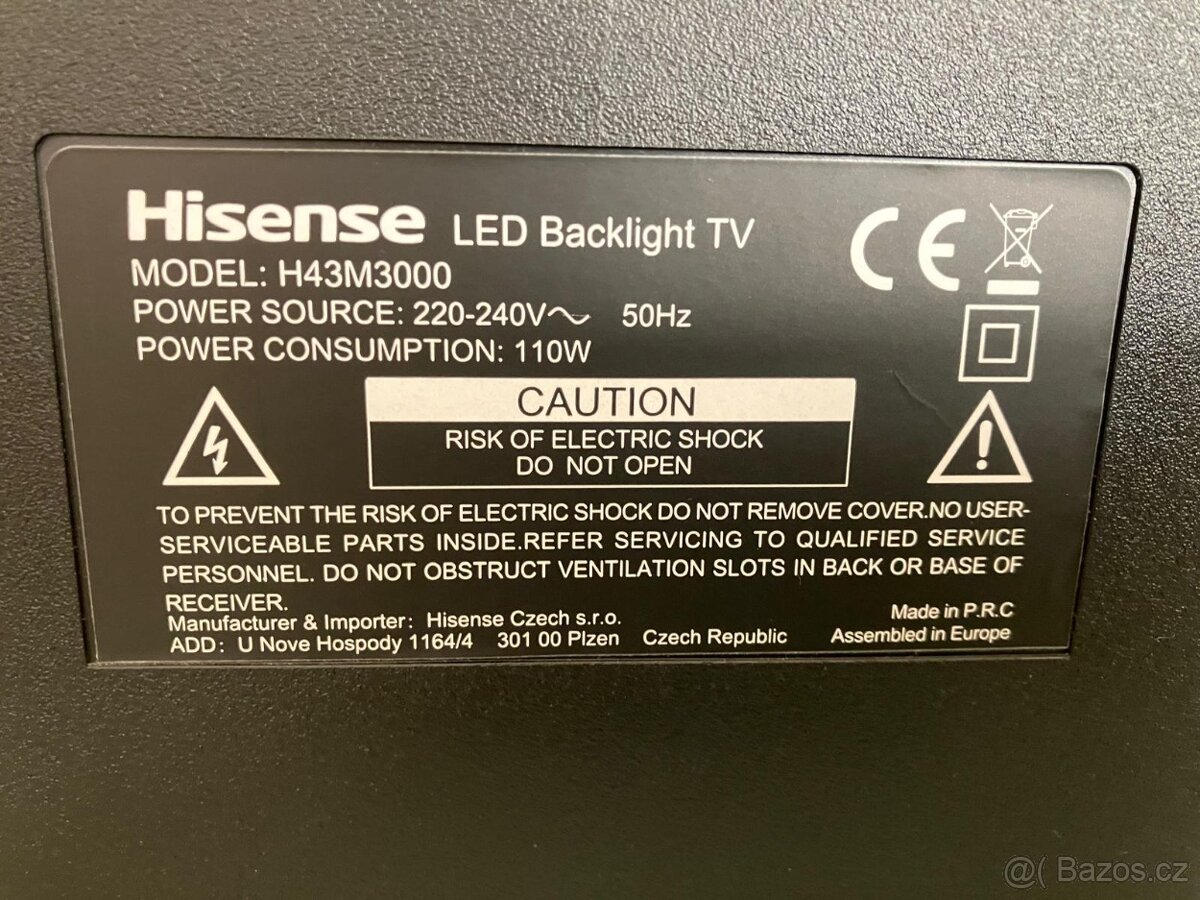 Hisense LED Backlight TV
MODEL: H43M3000
POWER SOURCE: 220-240V~ 50Hz
POWER CONSUMPTION: 110W
CE
CAUTION
RISK OF ELECTRIC SHOCK
DO NOT OPEN
TO PREVENT THE RISK OF ELECTRIC SHOCK DO NOT REMOVE COVER.NO USER-
SERVICEABLE PARTS INSIDE.REFER SERVICING TO QUALIFIED SERVICE
PERSONNEL. DO NOT OBSTRUCT VENTILATION SLOTS IN BACK OR BASE OF
RECEIVER.
Manufacturer & Importer: Hisense Czech s.r.o.
ADD: U Nove Hospody 1164/4 301 00 Plzen Czech Republic
Made in P.R.C
Assembled in Europe
@( Bazos.cz